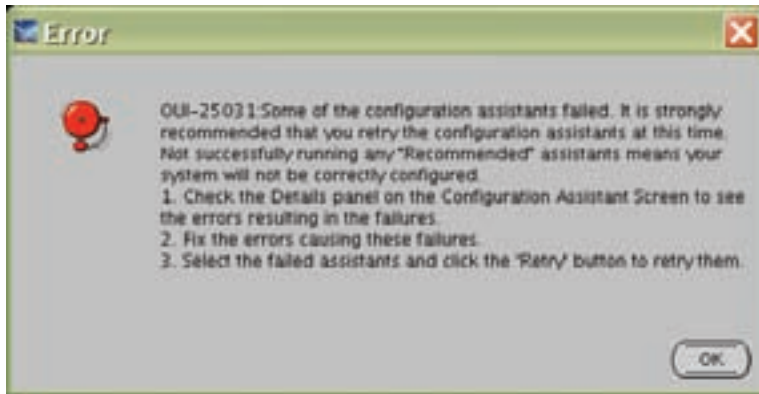 Error
OUI-25031:Some of the configuration assistants failed. It is strongly
recommended that you retry the configuration assistants at this time.
Not successfully running any "Recommended" assistants means your
system will not be correctly configured.
1. Check the Details panel on the Configuration Assistant Screen to see
the errors resulting in the failures.
2. Fix the errors causing these failures.
3. Select the failed assistants and click the 'Retry' button to retry them.
OK